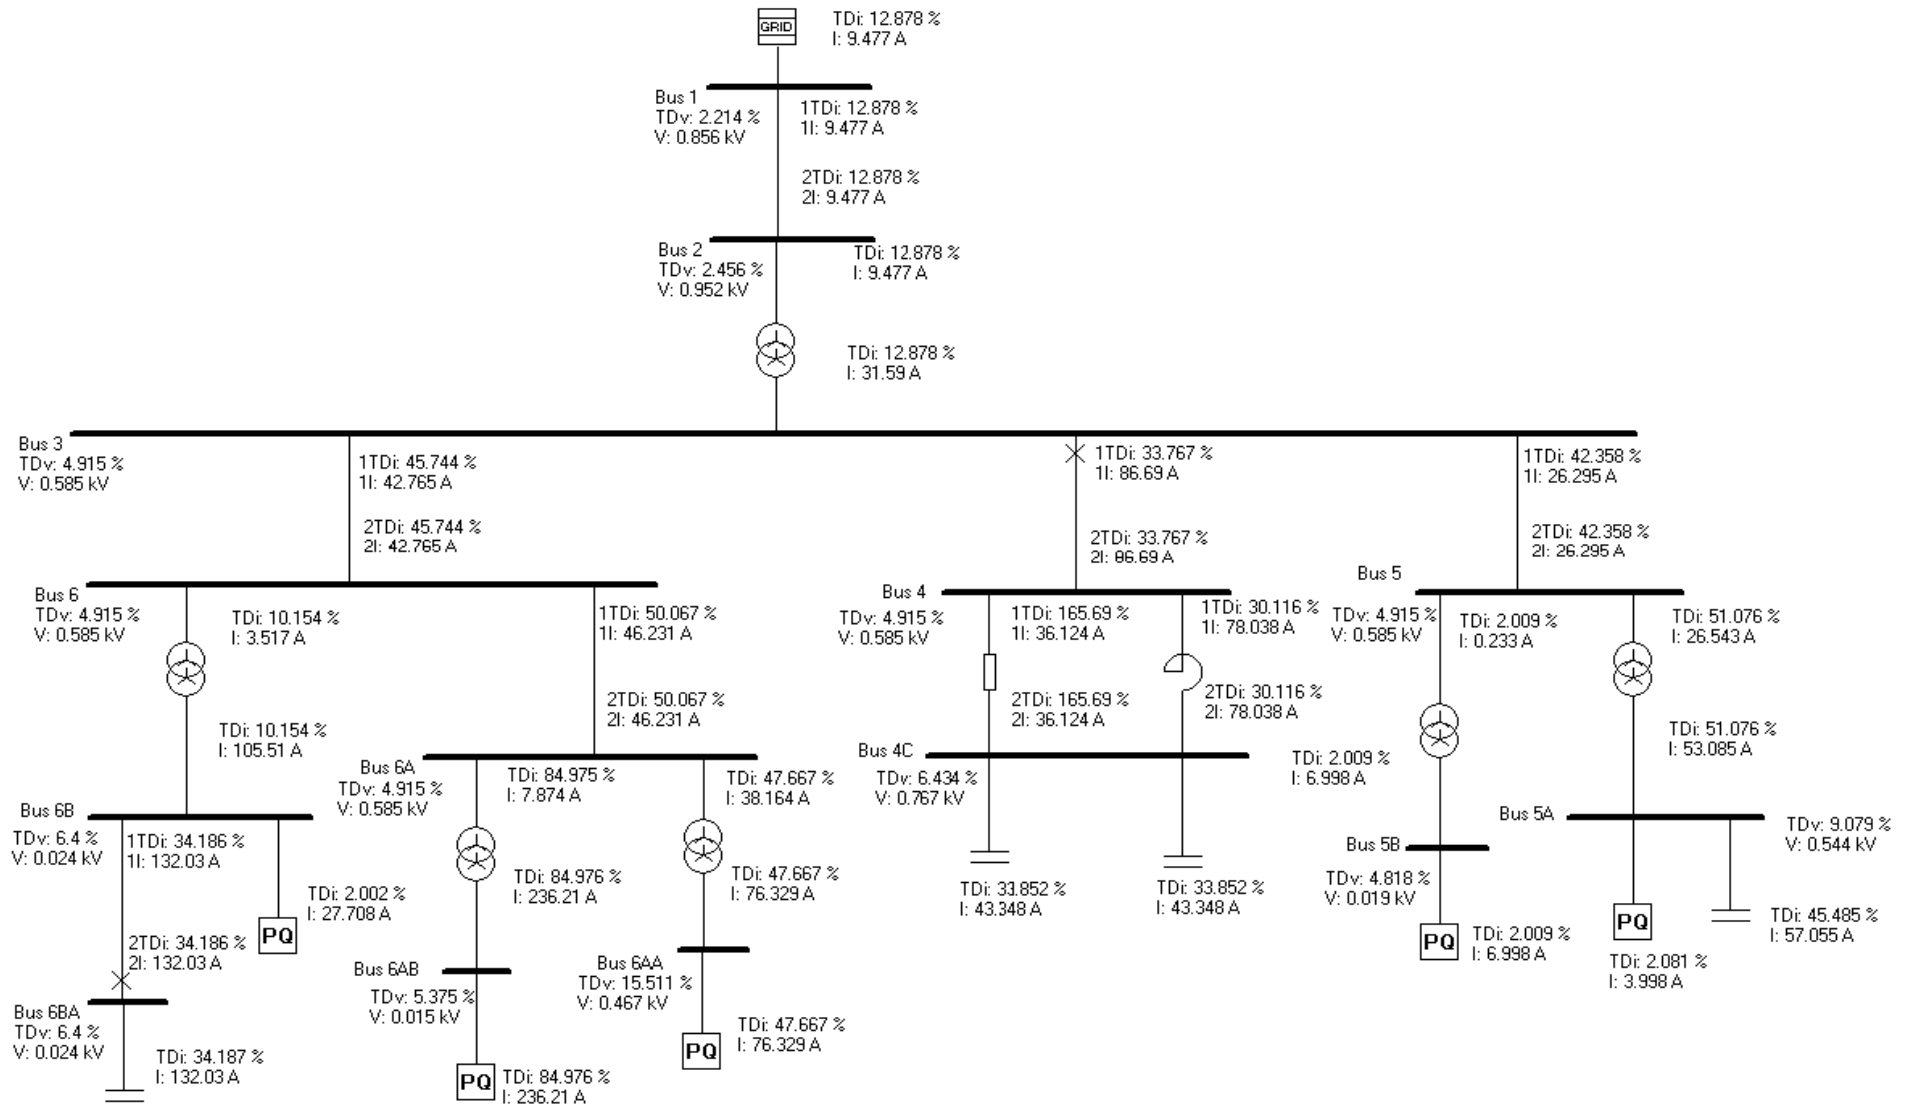 GRID
TDi: 12.878 %
I: 9.477 A
Bus 1
TDv: 2.214 %
V: 0.856 kV
1TDi: 12.878 %
1I: 9.477 A
2TDi: 12.878 %
2I: 9.477 A
Bus 2
TDv: 2.456 %
V: 0.952 kV
TDi: 12.878 %
I: 9.477 A
TDi: 12.878 %
I: 31.59 A
Bus 3
TDv: 4.915 %
V: 0.585 kV
1TDi: 45.744 %
1I: 42.765 A
2TDi: 45.744 %
2I: 42.765 A
1TDi: 33.767 %
1I: 86.69 A
2TDi: 33.767 %
2I: 86.69 A
1TDi: 42.358 %
1I: 26.295 A
2TDi: 42.358 %
2I: 26.295 A
Bus 6
TDv: 4.915 %
V: 0.585 kV
TDi: 10.154 %
I: 3.517 A
TDi: 10.154 %
I: 105.51 A
1TDi: 50.067 %
1I: 46.231 A
2TDi: 50.067 %
2I: 46.231 A
Bus 4
TDv: 4.915 %
V: 0.585 kV
1TDi: 165.69 %
1I: 36.124 A
2TDi: 165.69 %
2I: 36.124 A
1TDi: 30.116 %
1I: 78.038 A
2TDi: 30.116 %
2I: 78.038 A
Bus 5
TDv: 4.915 %
V: 0.585 kV
TDi: 2.009 %
I: 0.233 A
TDi: 2.009 %
I: 6.998 A
TDi: 51.076 %
I: 26.543 A
TDi: 51.076 %
I: 53.085 A
Bus 6B
TDv: 6.4 %
V: 0.024 kV
1TDi: 34.186 %
1I: 132.03 A
2TDi: 34.186 %
2I: 132.03 A
TDi: 2.002 %
I: 27.708 A
PQ
Bus 6BA
TDv: 6.4 %
V: 0.024 kV
TDi: 34.187 %
I: 132.03 A
Bus 6A
TDv: 4.915 %
V: 0.585 kV
TDi: 84.975 %
I: 7.874 A
TDi: 84.976 %
I: 236.21 A
TDi: 47.667 %
I: 38.164 A
TDi: 47.667 %
I: 76.329 A
Bus 6AB
TDv: 5.375 %
V: 0.015 kV
PQ
TDi: 84.976 %
I: 236.21 A
Bus 6AA
TDv: 15.511 %
V: 0.467 kV
PQ
TDi: 47.667 %
I: 76.329 A
Bus 4C
TDv: 6.434 %
V: 0.767 kV
TDi: 33.852 %
I: 43.348 A
TDi: 33.852 %
I: 43.348 A
Bus 5B
TDv: 4.818 %
V: 0.019 kV
PQ
TDi: 2.009 %
I: 6.998 A
Bus 5A
TDv: 9.079 %
V: 0.544 kV
PQ
TDi: 2.081 %
I: 3.998 A
TDi: 45.485 %
I: 57.055 A